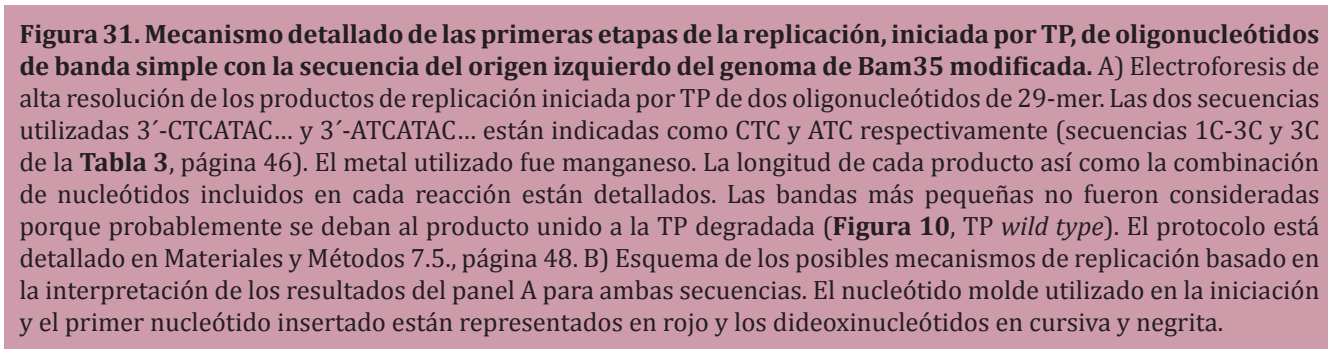 Figura 31. Mecanismo detallado de las primeras etapas de la replicación, iniciada por TP, de oligonucleótidos
de banda simple con la secuencia del origen izquierdo del genoma de Bam35 modificada. A) Electroforesis de
alta resolución de los productos de replicación iniciada por TP de dos oligonucleótidos de 29-mer. Las dos secuencias
utilizadas 3´-CTCATAC… y 3´-ATCATAC… están indicadas como CTC y ATC respectivamente (secuencias 1C-3C y 3C
de la Tabla 3, página 46). El metal utilizado fue manganeso. La longitud de cada producto así como la combinación
de nucleótidos incluidos en cada reacción están detallados. Las bandas más pequeñas no fueron consideradas
porque probablemente se deban al producto unido a la TP degradada (Figura 10, TP wild type). El protocolo está
detallado en Materiales y Métodos 7.5., página 48. B) Esquema de los posibles mecanismos de replicación basado en
la interpretación de los resultados del panel A para ambas secuencias. El nucleótido molde utilizado en la iniciación
y el primer nucleótido insertado están representados en rojo y los dideoxinucleótidos en cursiva y negrita.